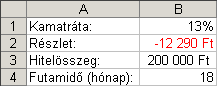 A B
1 Kamatráta: 13%
2 Részlet: -12 290 Ft
3 Hitelösszeg: 200 000 Ft
4 Futamidő (hónap): 18